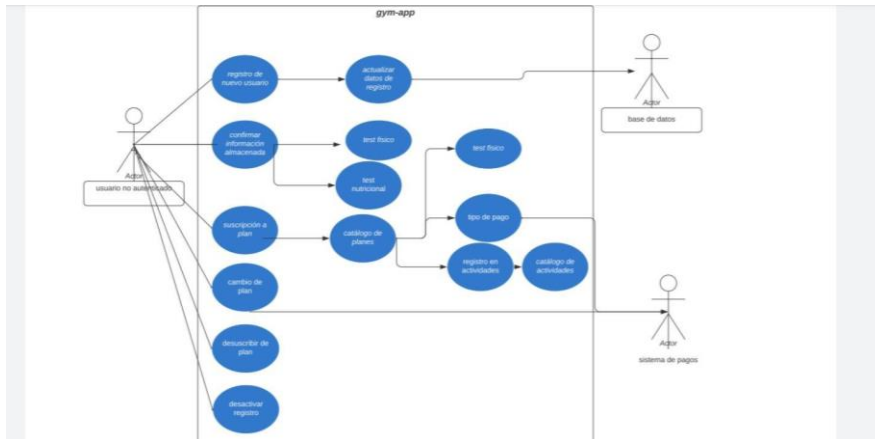 gym-app
registro de
nuevo usuario
actualizar
datos de
registro
Actor
base de datos
confirmar
información
almacenada
test fisico
test fisico
Actor
usuario no autenticado
test
nutricional
suscripción a
plan
catálogo de
planes
tipo de pago
registro en
actividades
catálogo de
actividades
cambio de
plan
Actor
sistema de pagos
desuscribir de
plan
desactivar
registro